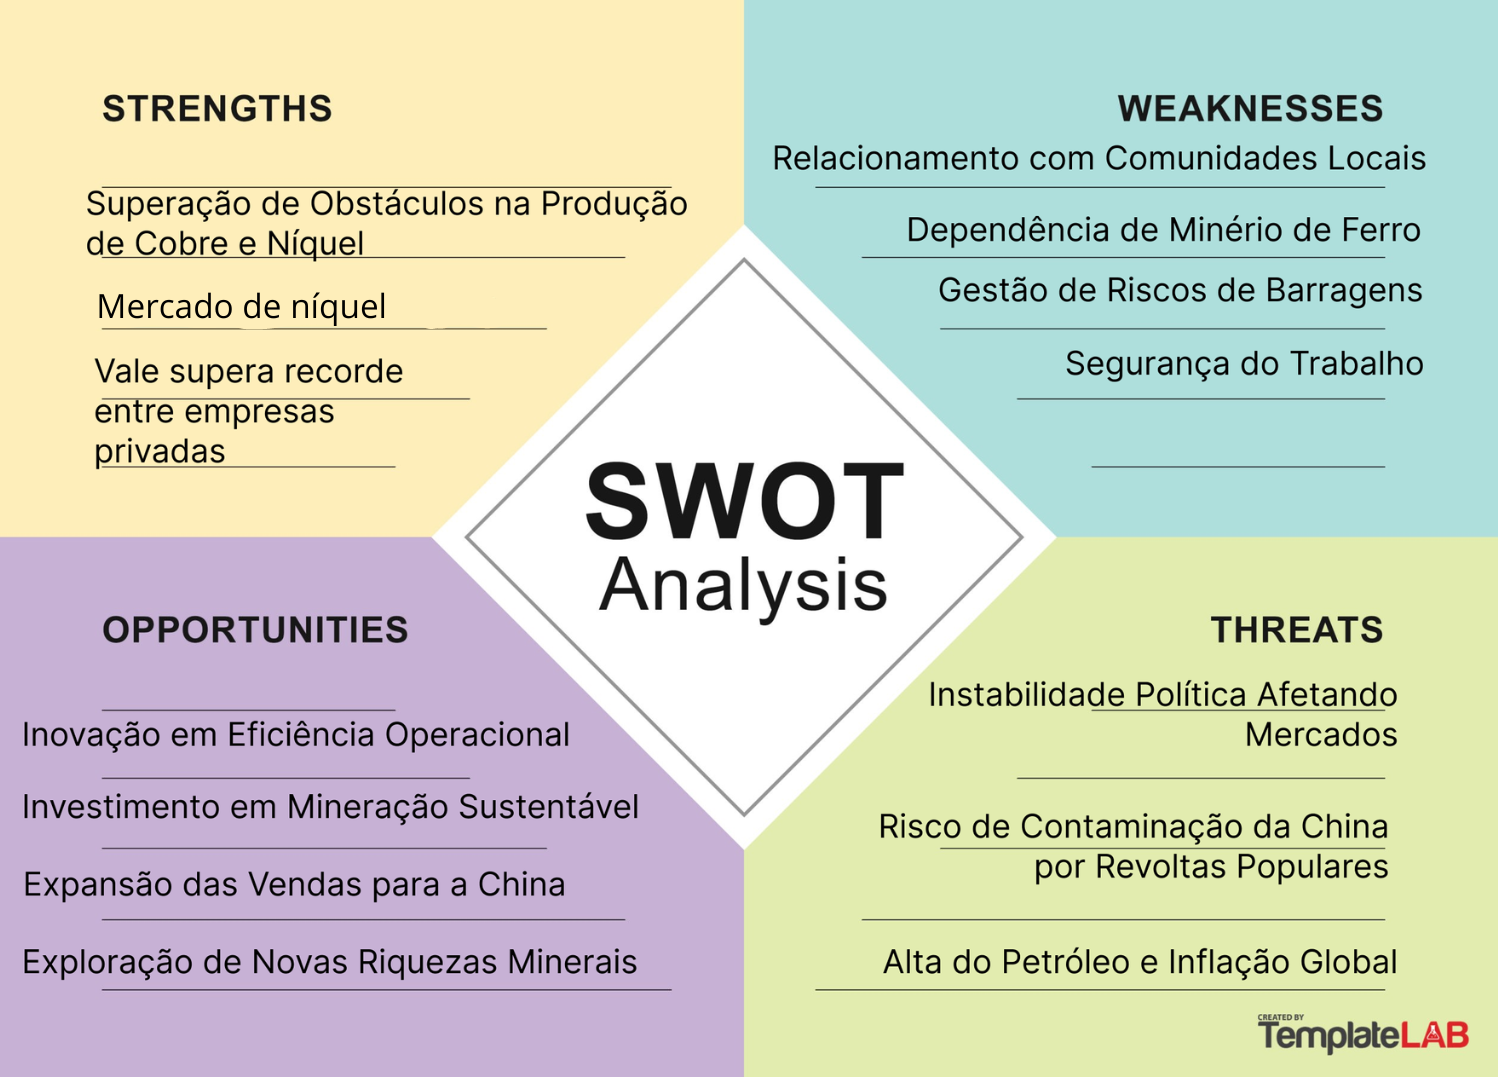 STRENGTHS
Superação de Obstáculos na Produção
de Cobre e Níquel
Mercado de níquel
Vale supera recorde
entre empresas
privadas
WEAKNESSES
Relacionamento com Comunidades Locais
Dependência de Minério de Ferro
Gestão de Riscos de Barragens
Segurança do Trabalho
SWOT
Analysis
OPPORTUNITIES
Inovação em Eficiência Operacional
Investimento em Mineração Sustentável
Expansão das Vendas para a China
Exploração de Novas Riquezas Minerais
THREATS
Instabilidade Política Afetando
Mercados
Risco de Contaminação da China
por Revoltas Populares
Alta do Petróleo e Inflação Global
CREATED BY
TemplateLAB